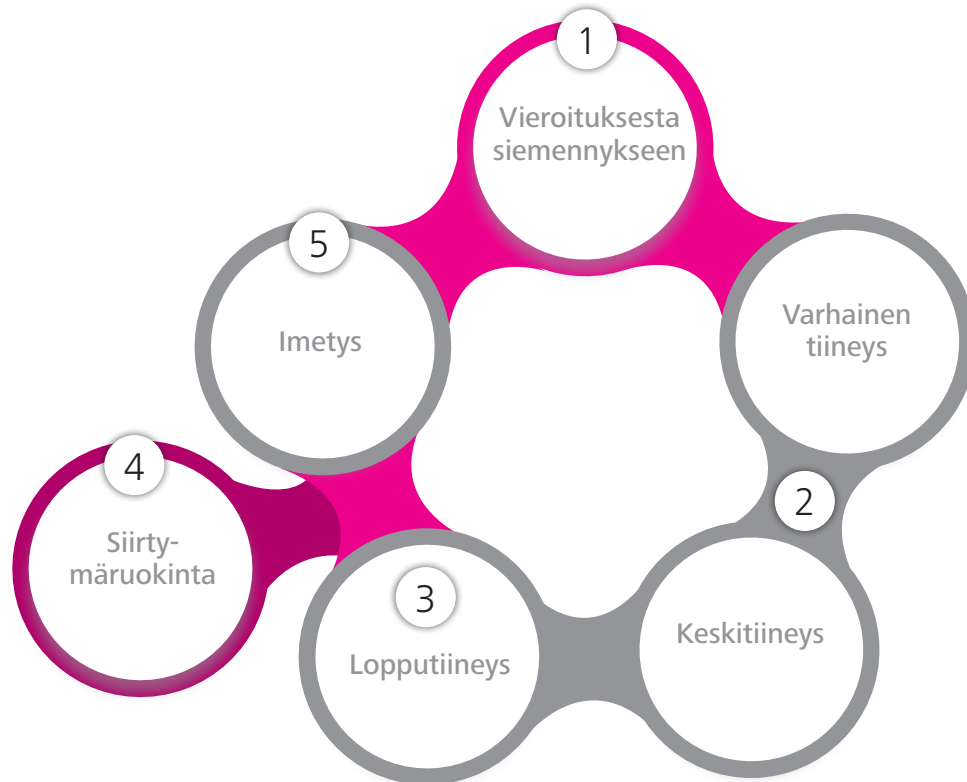 1
Vieroituksesta
siemennykseen
Varhainen
tiineys
2
Keskitiineys
3
Lopputiineys
4
Siirty-
märuokinta
5
Imetys